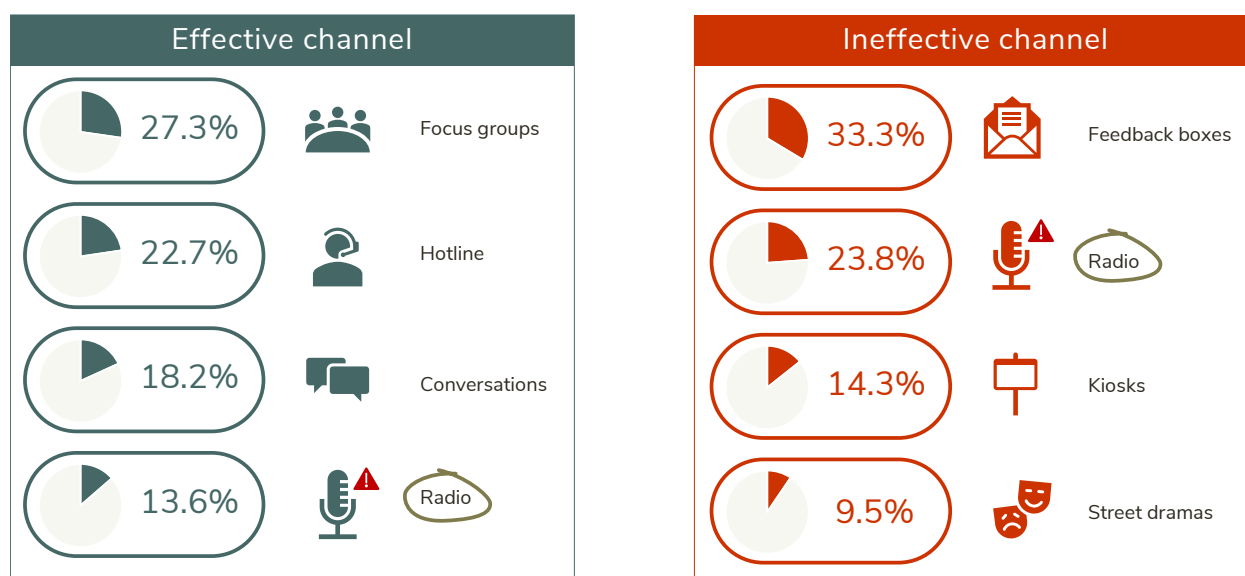 Effective channel
27.3%
Focus groups
22.7%
Hotline
18.2%
Conversations
13.6%
Radio
Ineffective channel
33.3%
Feedback boxes
23.8%
Radio
14.3%
Kiosks
9.5%
Street dramas